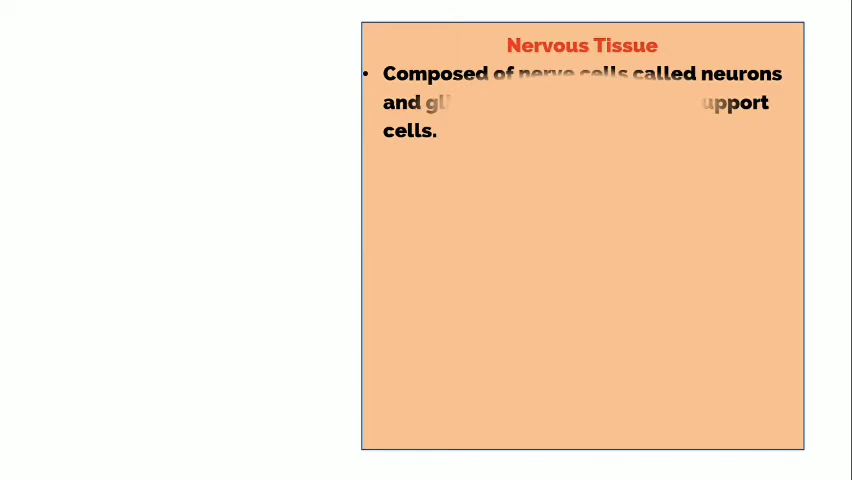 Nervous Tissue
• Composed of nerve cells called neurons
and
cells.